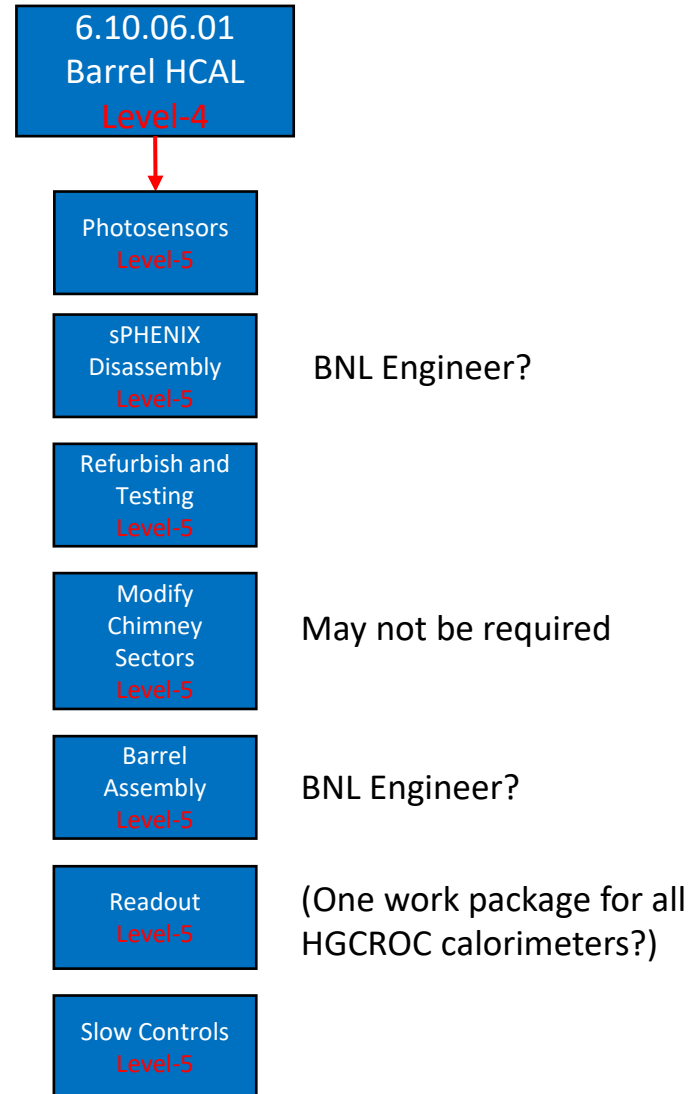 6.10.06.01
Barrel HCAL
Level-4
Photosensors
Level-5
sPHENIX
Disassembly
Level-5
BNL Engineer?
Refurbish and
Testing
Level-5
Modify
Chimney
Sectors
Level-5
May not be required
Barrel
Assembly
Level-5
BNL Engineer?
Readout
Level-5
(One work package for all
HGCROC calorimeters?)
Slow Controls
Level-5